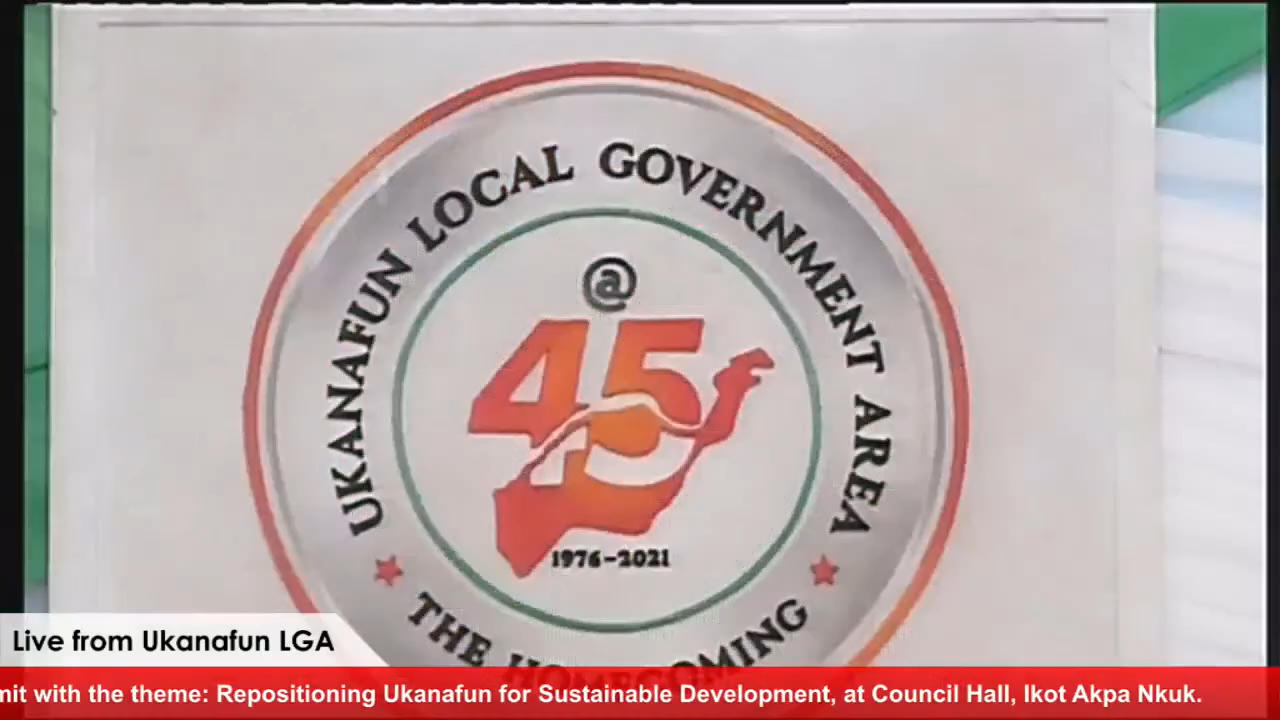 UKANAFUN LOCAL GOVERNMENT AREA
@
45
1976-2021
THE HOMECOMING
Live from Ukanafun LGA
mit with the theme: Repositioning Ukanafun for Sustainable Development, at Council Hall, Ikot Akpa Nkuk.